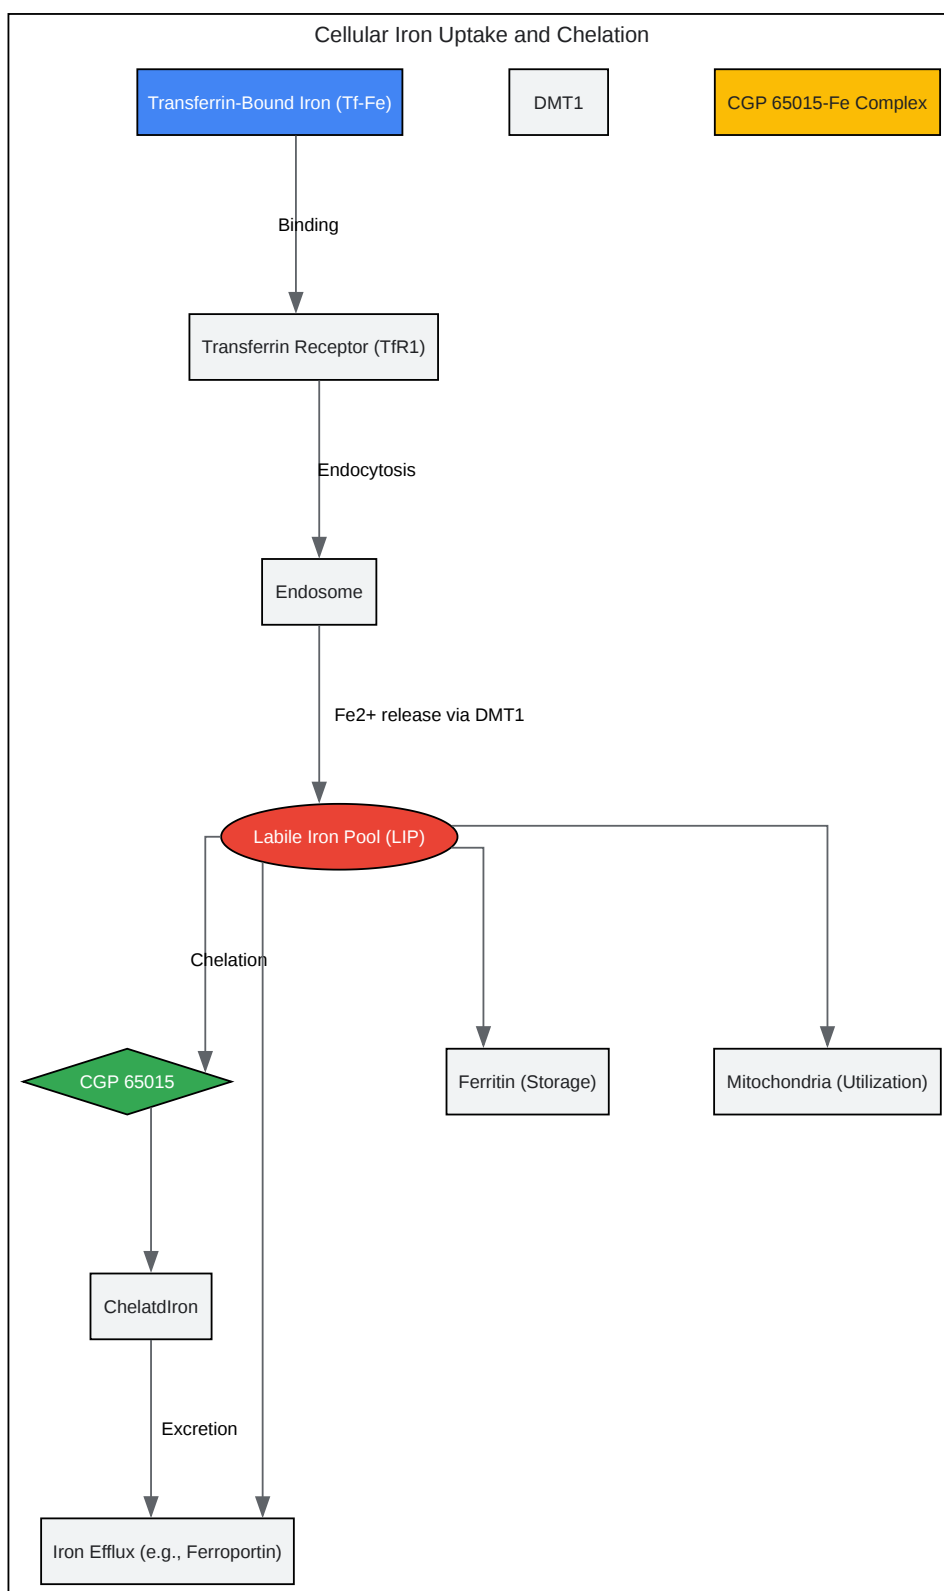 Cellular Iron Uptake and Chelation
Transferrin-Bound Iron (Tf-Fe)
DMT1
CGP 65015-Fe Complex
Binding
Transferrin Receptor (TfR1)
Endocytosis
Endosome
Fe2+ release via DMT1
Labile Iron Pool (LIP)
Chelation
CGP 65015
Ferritin (Storage)
Mitochondria (Utilization)
ChelatdIron
Excretion
Iron Efflux (e.g., Ferroportin)